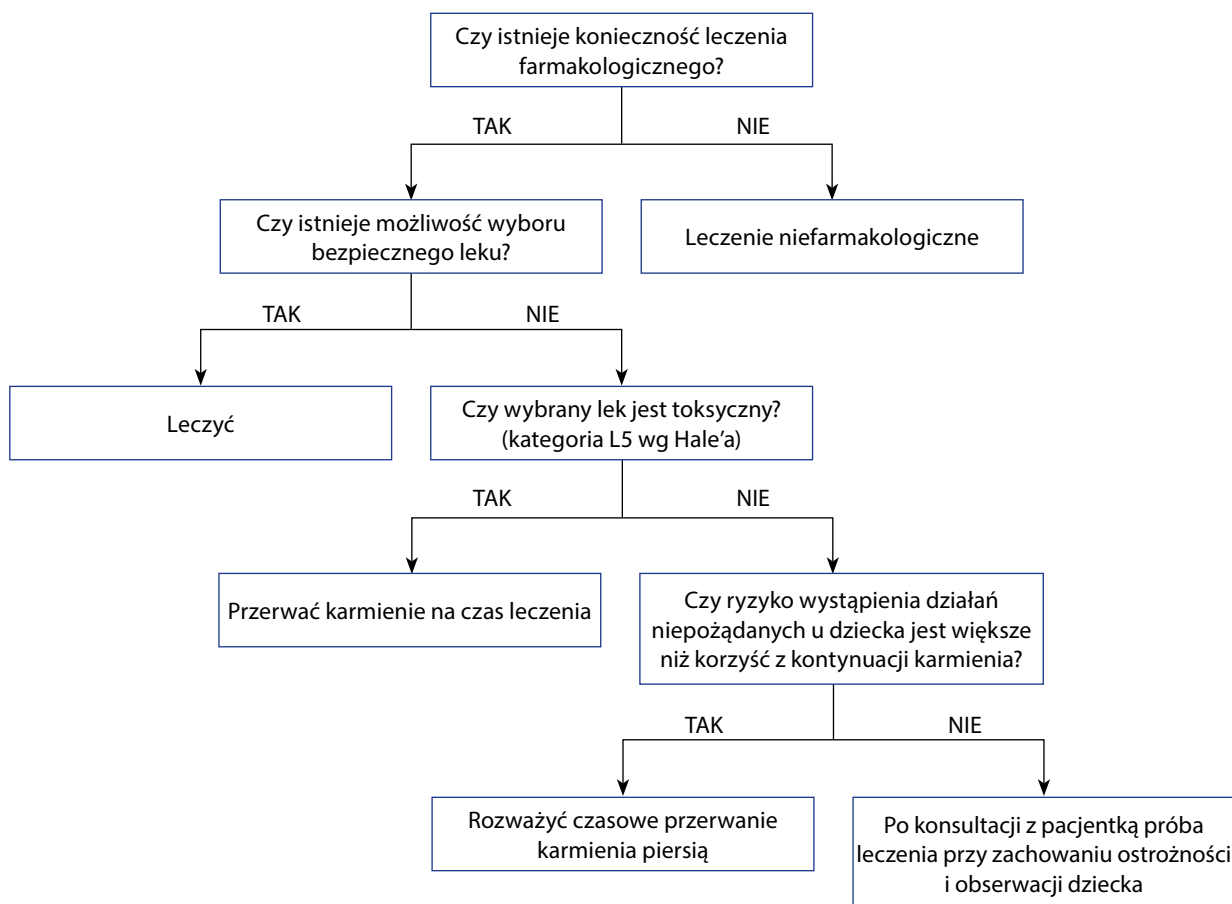 Czy istnieje konieczność leczenia
farmakologicznego?
TAK
NIE
Czy istnieje możliwość wyboru
bezpiecznego leku?
Leczenie niefarmakologiczne
TAK
NIE
Leczyć
Czy wybrany lek jest toksyczny?
(kategoria L5 wg Hale’a)
TAK
NIE
Przerwać karmienie na czas leczenia
Czy ryzyko wystąpienia działań
niepożądanych u dziecka jest większe
niż korzyść z kontynuacji karmienia?
TAK
NIE
Rozważyć czasowe przerwanie
karmienia piersią
Po konsultacji z pacjentką próba
leczenia przy zachowaniu ostrożności
i obserwacji dziecka